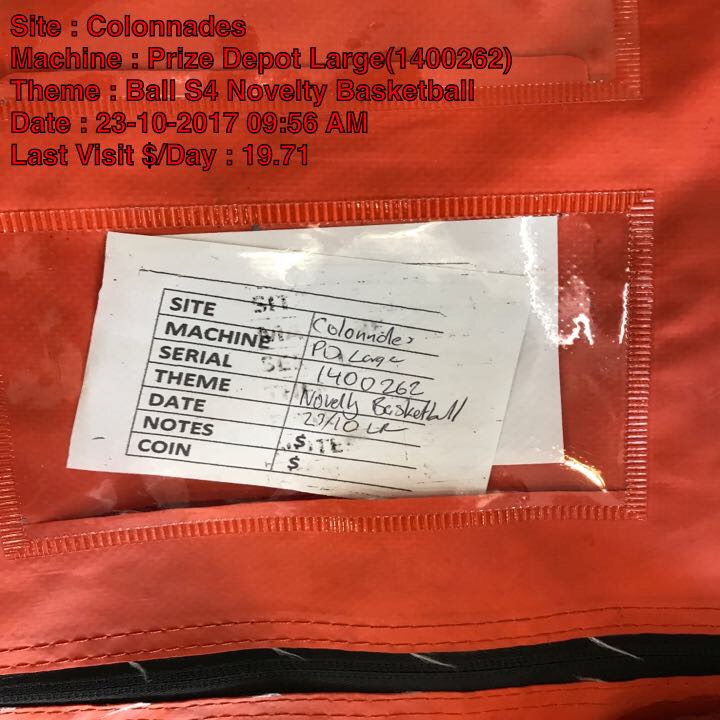 Site : Colonnades
Machine : Prize Depot Large(1400262)
Theme : Ball S4 Novelty Basketball
Date : 23-10-2017 09:56 AM
Last Visit $/Day : 19.71
SITE Colonnades
MACHINE PD Large
SERIAL 1400262
THEME Novelly Basketball
DATE 23/10
NOTES $
COIN $